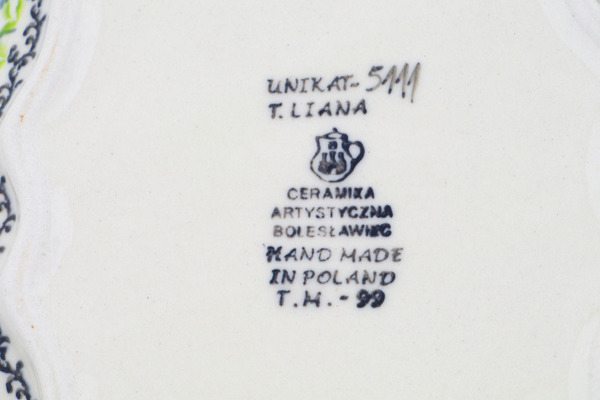 UNIKAT-5111
T. LIANA
CERAMIKA
ARTYSTYCZNA
BOLESŁAWIEC
HAND MADE
IN POLAND
T.M.-99